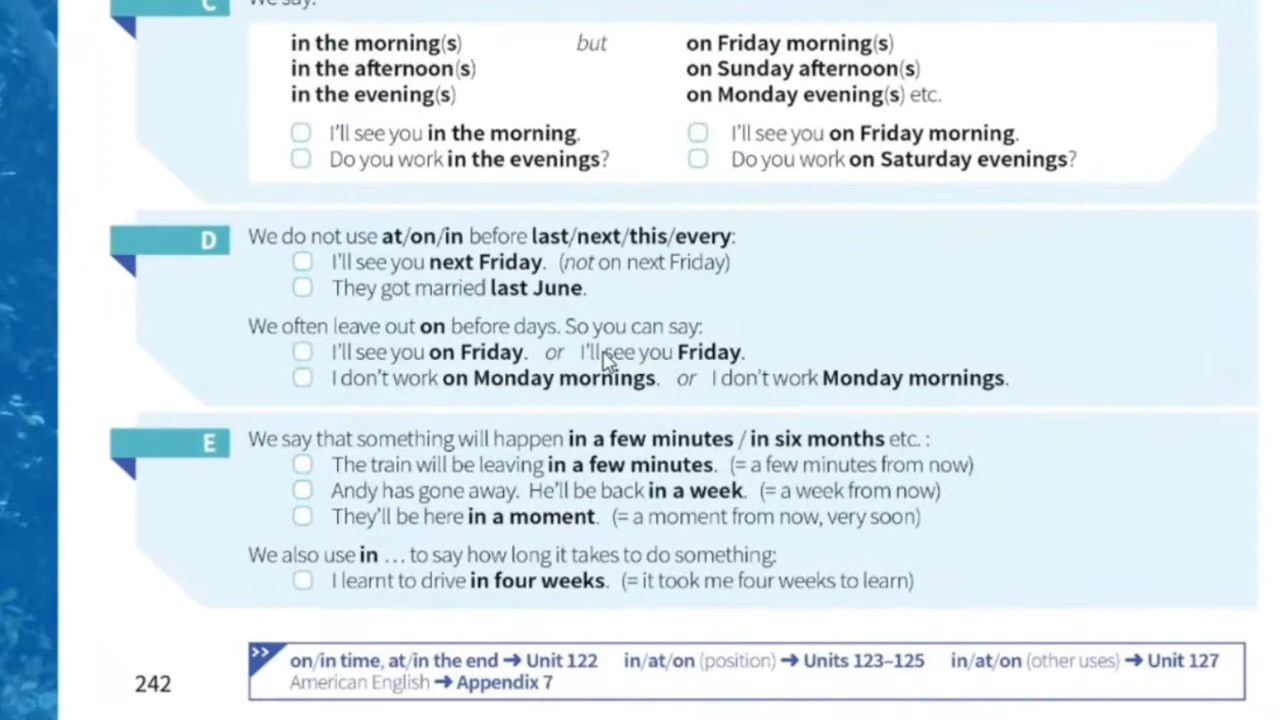 C We say:
in the morning(s) but on Friday morning(s)
in the afternoon(s) on Sunday afternoon(s)
in the evening(s) on Monday evening(s) etc.
I'll see you in the morning. I'll see you on Friday morning.
Do you work in the evenings? Do you work on Saturday evenings?
D We do not use at/on/in before last/next/this/every:
I'll see you next Friday. (not on next Friday)
They got married last June.
We often leave out on before days. So you can say:
I'll see you on Friday. or I'll see you Friday.
I don't work on Monday mornings. or I don't work Monday mornings.
E We say that something will happen in a few minutes / in six months etc. :
The train will be leaving in a few minutes. (= a few minutes from now)
Andy has gone away. He'll be back in a week. (= a week from now)
They'll be here in a moment. (= a moment from now, very soon)
We also use in … to say how long it takes to do something:
I learnt to drive in four weeks. (= it took me four weeks to learn)
>> on/in time, at/in the end ➜ Unit 122 in/at/on (position) ➜ Units 123–125 in/at/on (other uses) ➜ Unit 127
American English ➜ Appendix 7
242